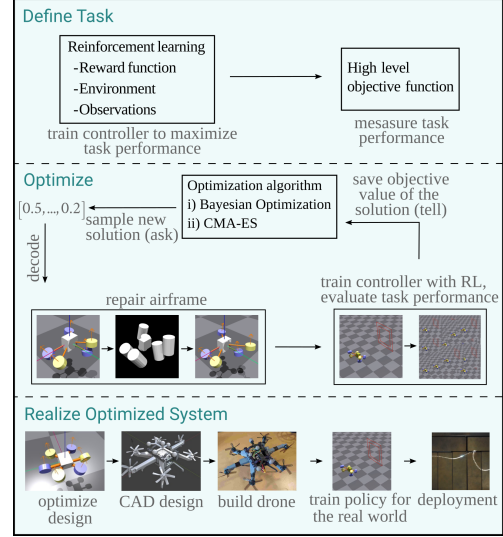 Define Task
Reinforcement learning
-Reward function
-Environment
-Observations
High level
objective function
train controller to maximize
task performance
mesasure task
performance
Optimize
[0.5,...,0.2]
sample new
solution (ask)
Optimization algorithm
i) Bayesian Optimization
ii) CMA-ES
save objective
value of the
solution (tell)
decode
repair airframe
train controller with RL,
evaluate task performance
Realize Optimized System
optimize
design
CAD design
build drone
train policy for
the real world
deployment